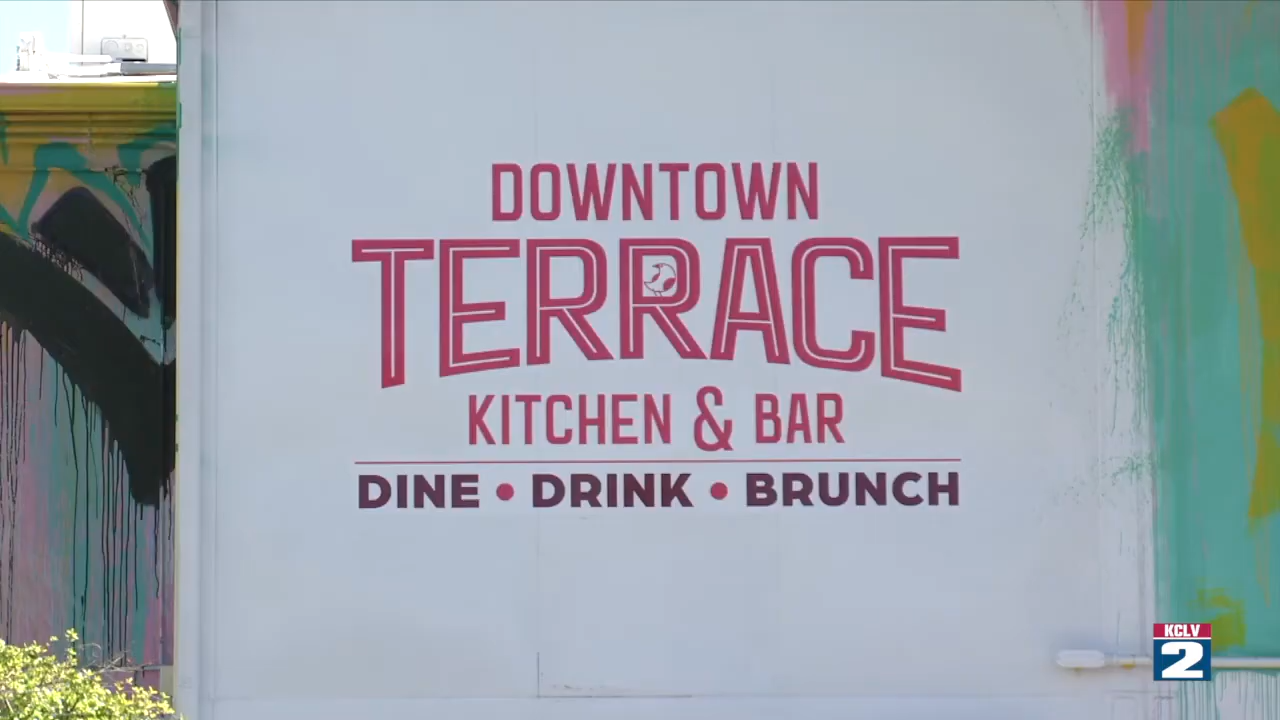 DOWNTOWN
TERRACE
KITCHEN & BAR
DINE • DRINK • BRUNCH
KCLV
2